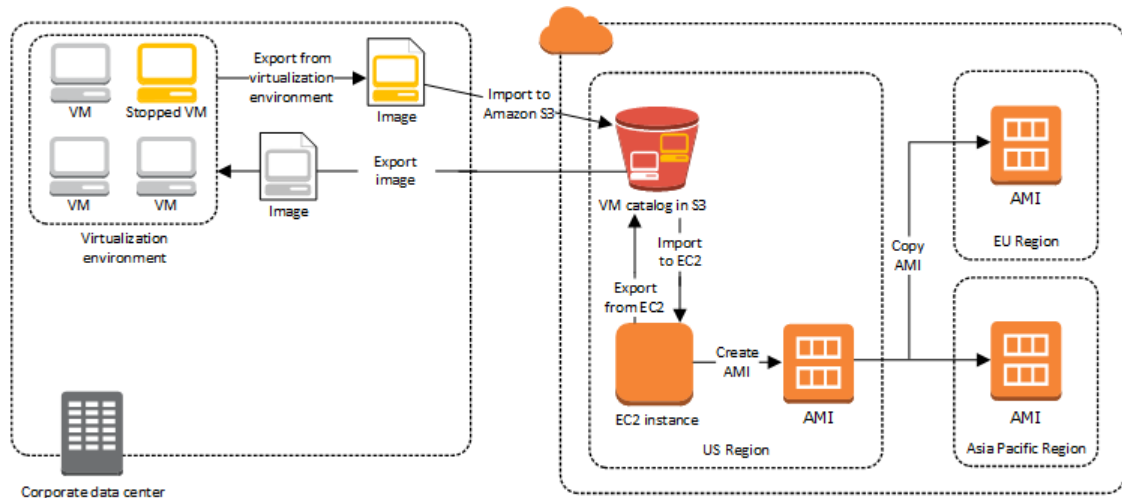 VM
Stopped VM
VM
VM
Virtualization
environment
Export from
virtualization
environment
Image
Import to
Amazon S3
Export
image
Image
Corporate data center
VM catalog in S3
Import
to EC2
Export
from EC2
EC2 instance
Create
AMI
AMI
US Region
Copy
AMI
AMI
EU Region
AMI
Asia Pacific Region